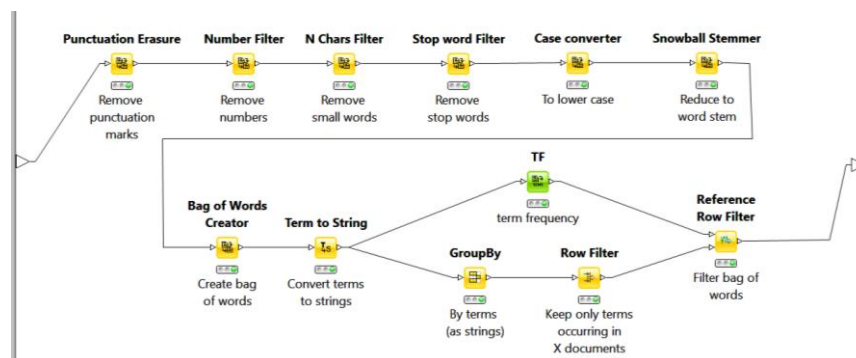 Punctuation Erasure
Remove
punctuation
marks
Number Filter
Remove
numbers
N Chars Filter
Remove
small words
Stop word Filter
Remove
stop words
Case converter
To lower case
Snowball Stemmer
Reduce to
word stem
Bag of Words
Creator
Create bag
of words
Term to String
Convert terms
to strings
TF
term frequency
GroupBy
By terms
(as strings)
Row Filter
Keep only terms
occurring in
X documents
Reference
Row Filter
Filter bag of
words